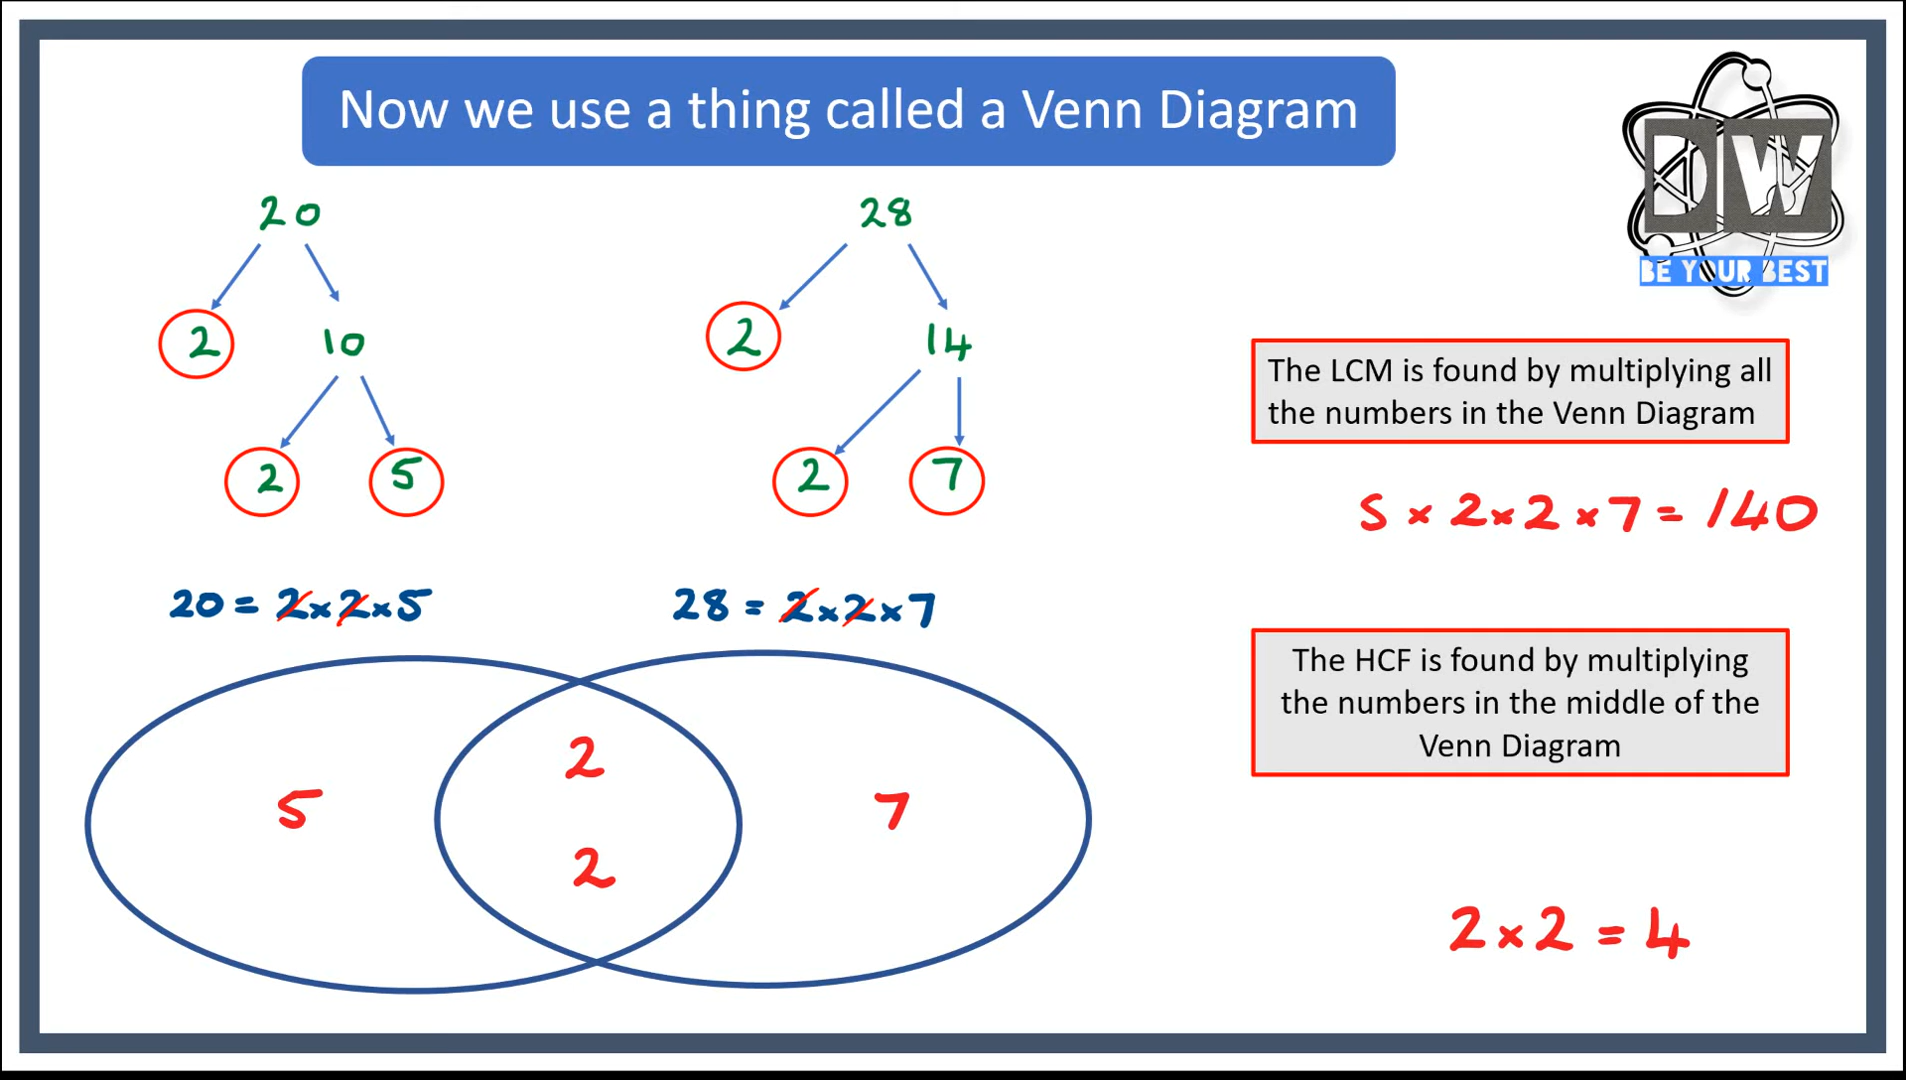 Now we use a thing called a Venn Diagram
DW
BE YOUR BEST
20
28
2
10
2
14
2
5
2
7
The LCM is found by multiplying all
the numbers in the Venn Diagram
5 × 2 × 2 × 7 = 140
20 = 2 × 2 × 5
28 = 2 × 2 × 7
The HCF is found by multiplying
the numbers in the middle of the
Venn Diagram
2
5
7
2
2 × 2 = 4